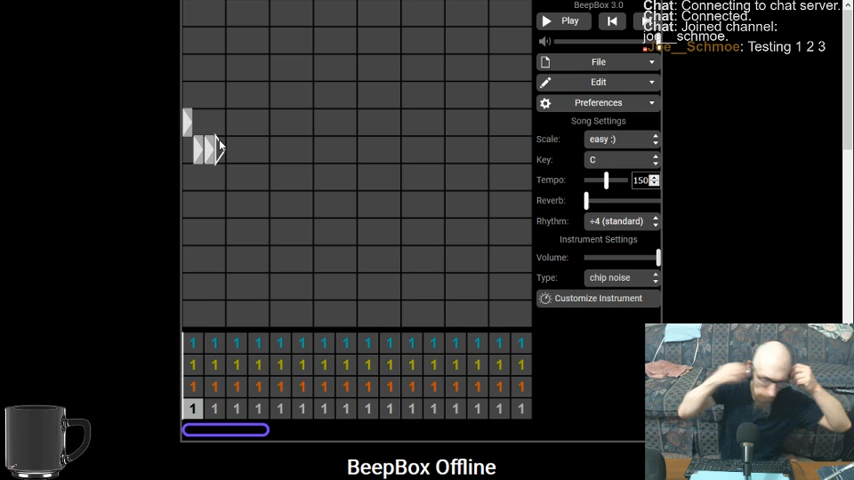 BeepBox 3.0
Chat: Connecting to chat server.
Chat: Connected.
Chat: Joined channel:
joe__schmoe.
Joe__Schmoe: Testing 1 2 3
Play
File
Edit
Preferences
Song Settings
Scale: easy :)
Key: C
Tempo: 150
Reverb:
Rhythm: ÷4 (standard)
Instrument Settings
Volume:
Type: chip noise
Customize Instrument
1 1 1 1 1 1 1 1 1 1 1 1 1 1 1 1
1 1 1 1 1 1 1 1 1 1 1 1 1 1 1 1
1 1 1 1 1 1 1 1 1 1 1 1 1 1 1 1
1 1 1 1 1 1 1 1 1 1 1 1 1 1 1 1
BeepBox Offline